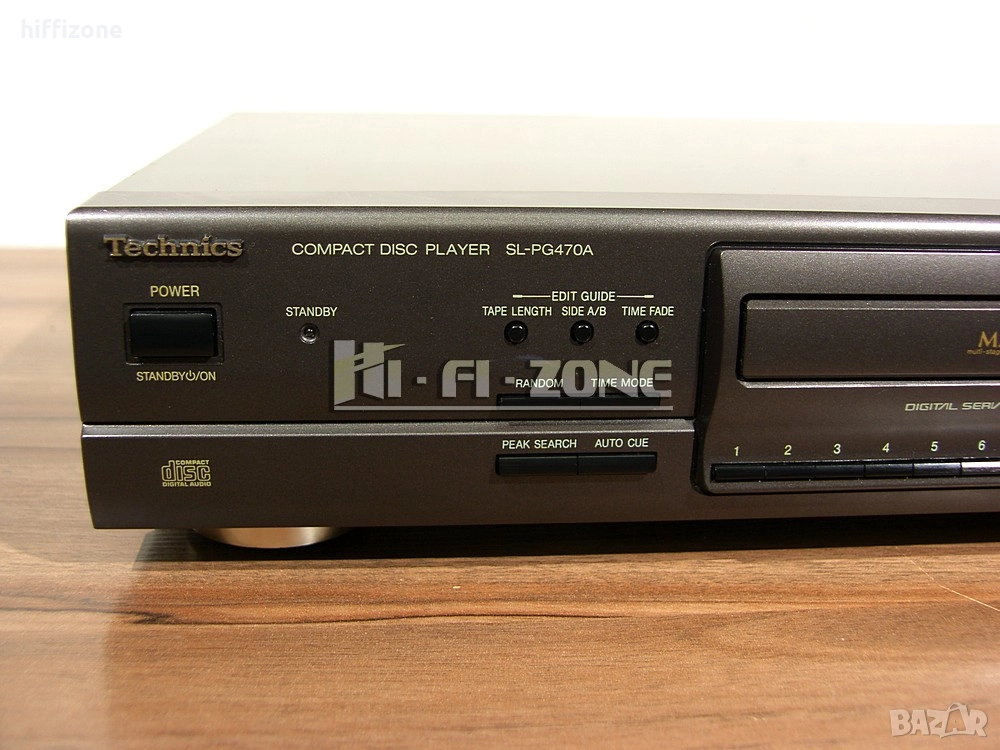 hiffizone
Technics
COMPACT DISC PLAYER SL-PG470A
POWER
EDIT GUIDE
STANDBY
TAPE LENGTH SIDE A/B TIME FADE
HI-FI-ZONE
STANDBY⏻/ON
RANDOM TIME MODE
DIGITAL
PEAK SEARCH AUTO CUE
1 2 3 4 5 6
COMPACT
disc
DIGITAL AUDIO
BAZAR